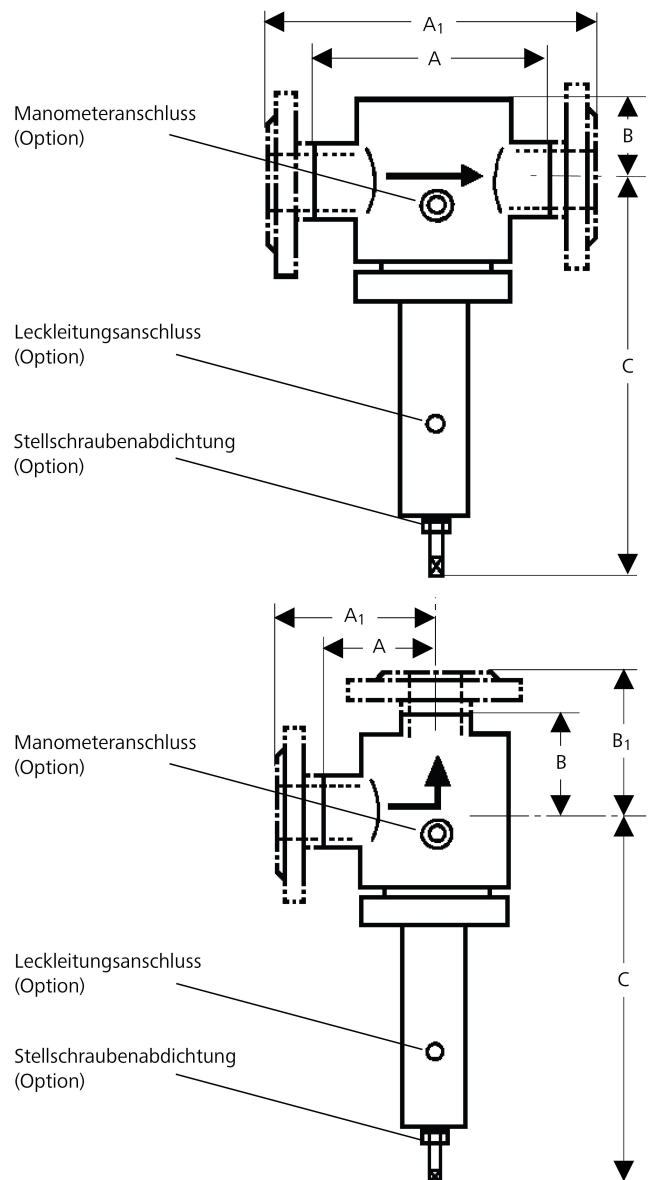 A1
A
Manometeranschluss
(Option)
B
Leckleitungsanschluss
(Option)
C
Stellschraubenabdichtung
(Option)
A1
A
Manometeranschluss
(Option)
B
B1
Leckleitungsanschluss
(Option)
C
Stellschraubenabdichtung
(Option)